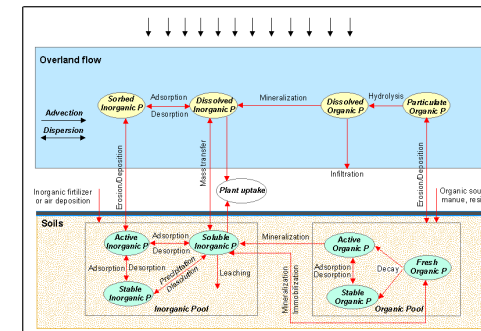 Overland flow
Sorbed
Inorganic P
Adsorption
Desorption
Dissolved
Inorganic P
Mineralization
Dissolved
Organic P
Hydrolysis
Particulate
Organic P
Advection
Dispersion
Erosion/Deposition
Mass transfer
Infiltration
Erosion/Deposition
Inorganic firtilizer
or air deposition
Plant uptake
Organic sou
manue, resi
Soils
Active
Inorganic P
Adsorption
Desorption
Soluble
Inorganic P
Mineralization
Active
Organic P
Adsorption
Desorption
Precipitation
Dissolution
Leaching
Mineralization
Immobilization
Adsorption
Desorption
Decay
Fresh
Organic P
Stable
Inorganic P
Stable
Organic P
Inorganic Pool
Organic Pool